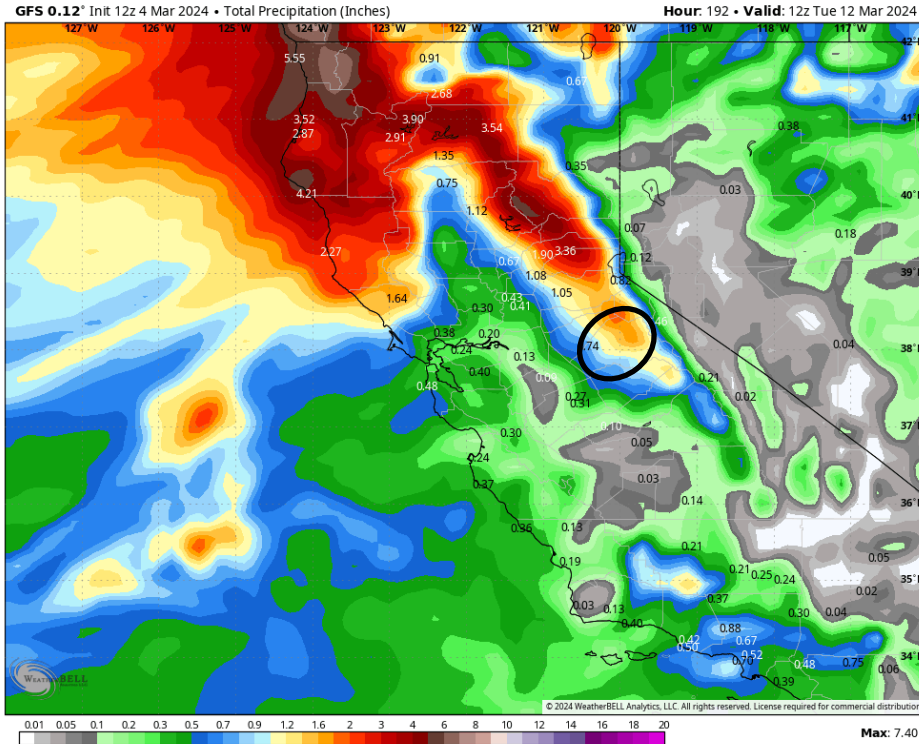 GFS 0.12° Init 12z 4 Mar 2024 • Total Precipitation (Inches) Hour: 192 • Valid: 12z Tue 12 Mar 2024
127°W 126°W 125°W 124°W 123°W 122°W 121°W 120°W 119°W 118°W 117°W 42°
5.55 0.91
2.68 0.67
3.52 3.90 41°
2.87 2.91 3.54 0.38
1.35 0.35
0.75 0.03
4.21 40°
1.12 0.18
0.07
2.27 0.67 1.90 3.36 0.12
1.08 0.82 39°
1.64 0.43 1.05
0.30 0.41
0.38 0.20
0.24 0.13 .74 0.04 38°
0.48 0.40 0.21
0.27 0.02
0.31
0.30 0.10 37°
0.05
0.24
0.37 0.03
0.14 36°
0.36 0.13
0.19 0.21 0.05
0.21 0.25 0.24 35°
0.03 0.13 0.37 0.02
0.40 0.30 0.04
0.42 0.88 0.67
0.50 0.52
0.70 0.48 0.75 34°
0.39 0.06
WEATHERBELL
© 2024 WeatherBELL Analytics, LLC. All rights reserved. License required for commercial distribution
0.01 0.05 0.1 0.2 0.3 0.5 0.7 0.9 1.2 1.6 2 3 4 5 6 8 10 12 14 16 18 20
Max: 7.40